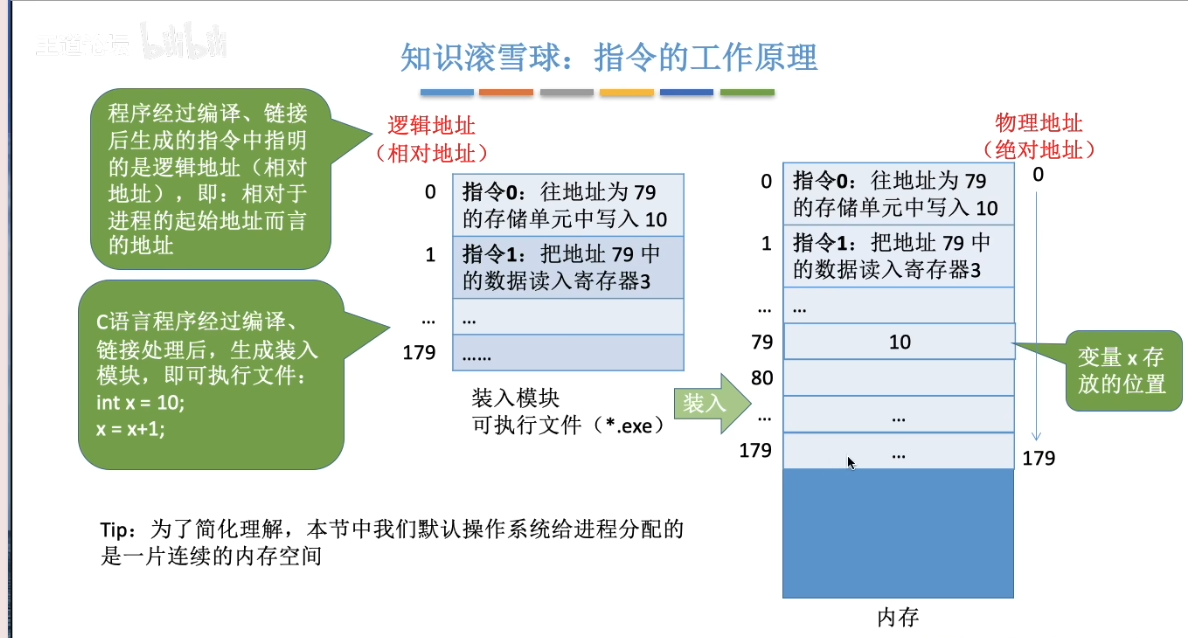 王道论坛 bilibili
知识滚雪球：指令的工作原理
程序经过编译、链接
后生成的指令中指明
的是逻辑地址（相对
地址），即：相对于
进程的起始地址而言
的地址
C语言程序经过编译、
链接处理后，生成装入
模块，即可执行文件：
int x = 10;
x = x+1;
逻辑地址
（相对地址）
0
指令0：往地址为 79
的存储单元中写入 10
1
指令1：把地址 79 中
的数据读入寄存器3
...
...
179
......
装入模块
可执行文件（*.exe）
装入
物理地址
（绝对地址）
0
指令0：往地址为 79
的存储单元中写入 10
0
1
指令1：把地址 79 中
的数据读入寄存器3
...
...
79
10
80
...
...
179
...
179
变量 x 存
放的位置
内存
Tip：为了简化理解，本节中我们默认操作系统给进程分配的
是一片连续的内存空间